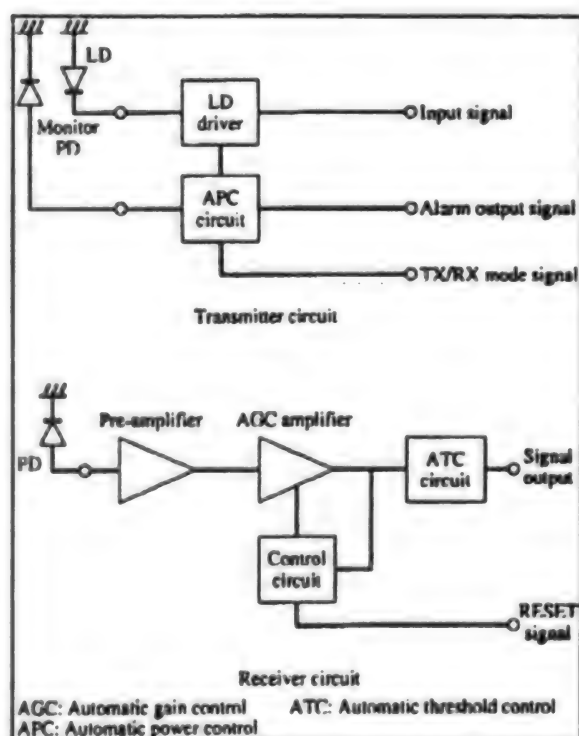 LD
Monitor
PD
LD
driver
Input signal
APC
circuit
Alarm output signal
TX/RX mode signal
Transmitter circuit
Pre-amplifier
AGC amplifier
PD
ATC
circuit
Signal
output
Control
circuit
RESET
signal
Receiver circuit
AGC: Automatic gain control ATC: Automatic threshold control
APC: Automatic power control